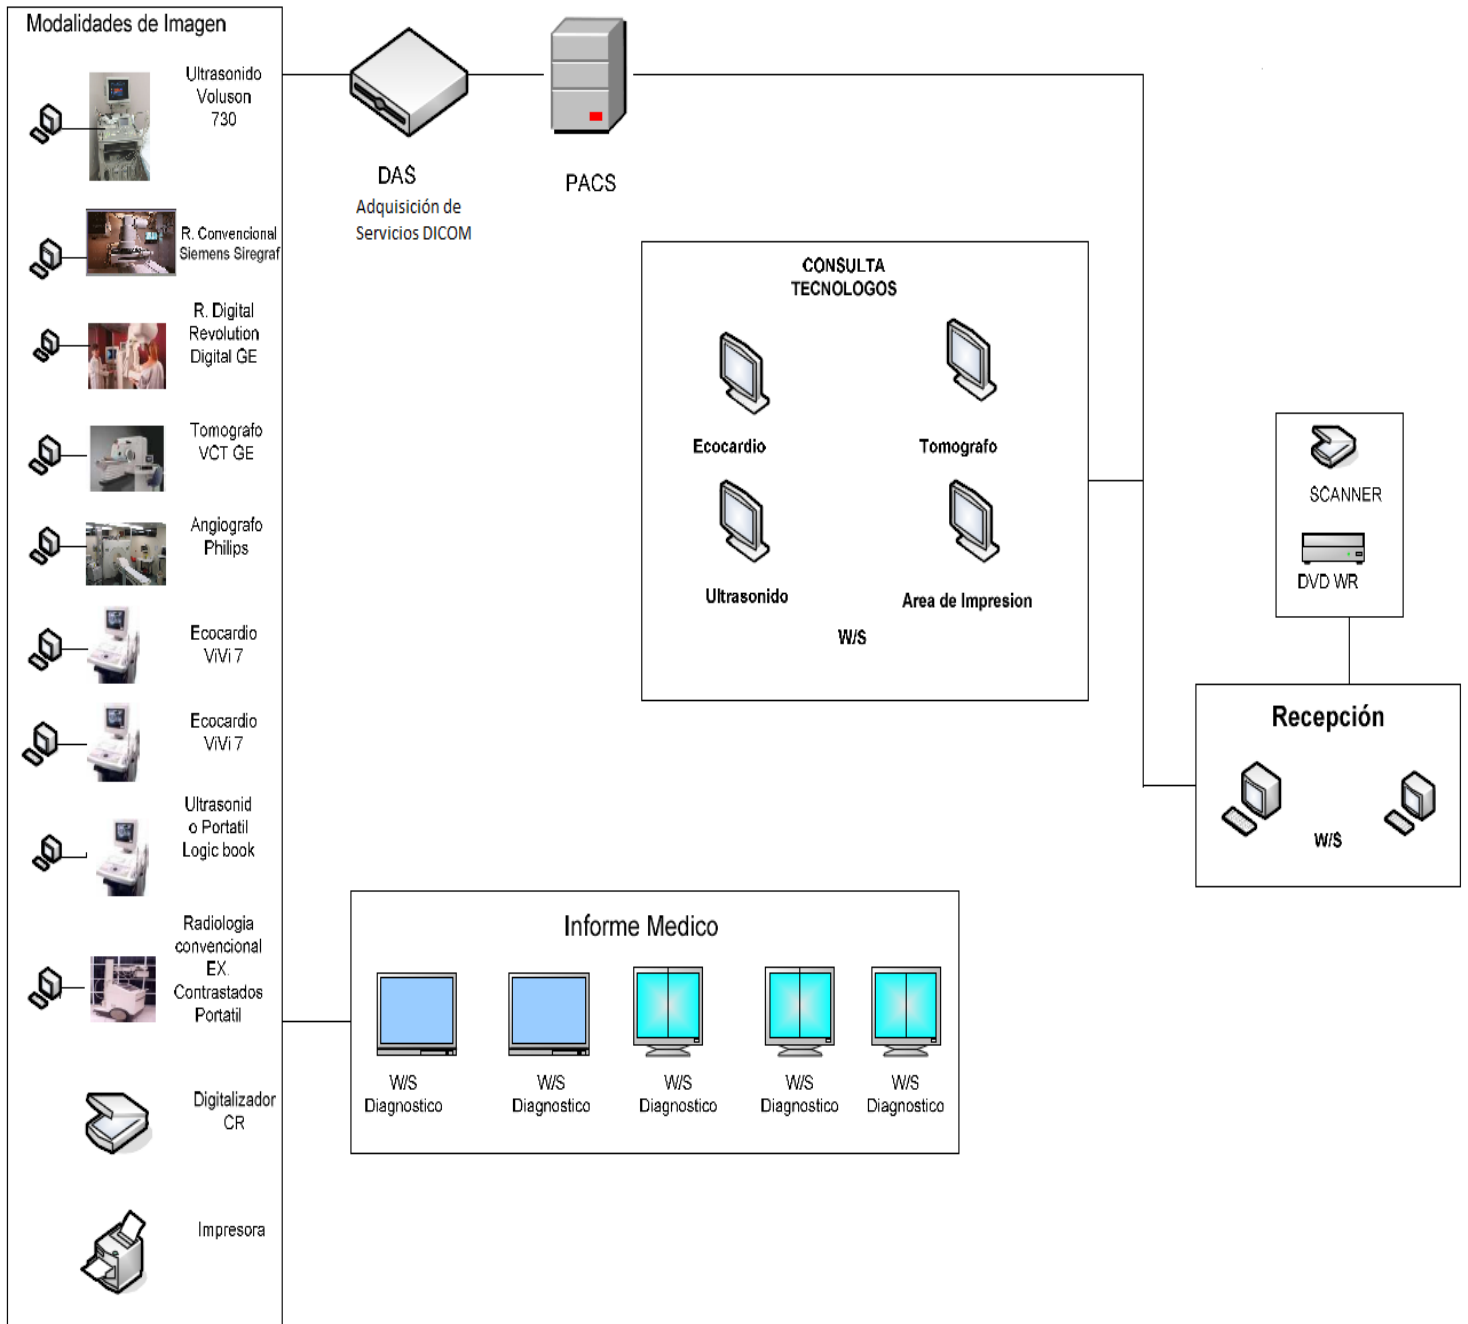 Modalidades de Imagen
Ultrasonido
Voluson
730
R. Convencional
Siemens Siregraf
R. Digital
Revolution
Digital GE
Tomografo
VCT GE
Angiografo
Philips
Ecocardio
ViVi 7
Ecocardio
ViVi 7
Ultrasonid
o Portatil
Logic book
Radiologia
convencional
EX.
Contrastados
Portatil
Digitalizador
CR
Impresora
DAS
Adquisición de
Servicios DICOM
PACS
CONSULTA
TECNOLOGOS
Ecocardio
Tomografo
Ultrasonido
Area de Impresion
W/S
SCANNER
DVD WR
Recepción
W/S
Informe Medico
W/S
Diagnostico
W/S
Diagnostico
W/S
Diagnostico
W/S
Diagnostico
W/S
Diagnostico